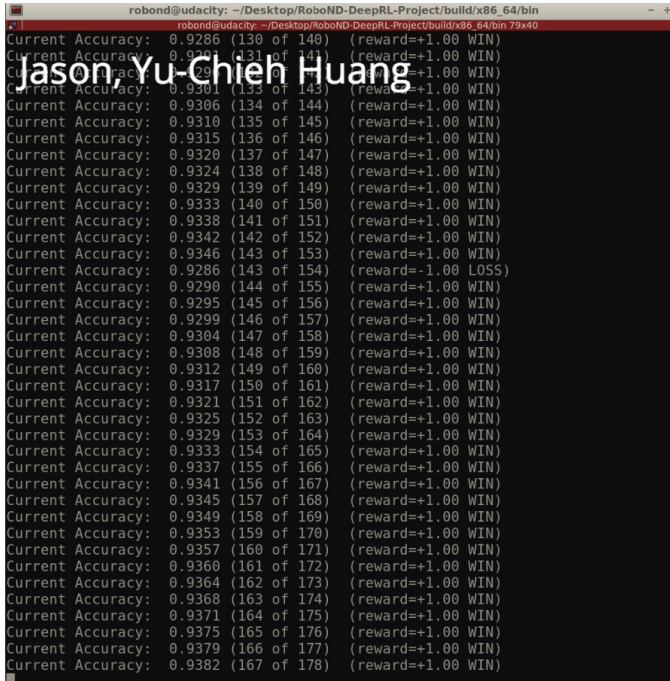 robond@udacity: ~/Desktop/RoboND-DeepRL-Project/build/x86_64/bin
robond@udacity: ~/Desktop/RoboND-DeepRL-Project/build/x86_64/bin 79x40
Current Accuracy: 0.9286 (130 of 140) (reward=+1.00 WIN)
Current Accuracy: 0.9291 (131 of 141) (reward=+1.00 WIN)
Jason, Yu-Chieh Huang
Current Accuracy: 0.9301 (133 of 143) (reward=+1.00 WIN)
Current Accuracy: 0.9306 (134 of 144) (reward=+1.00 WIN)
Current Accuracy: 0.9310 (135 of 145) (reward=+1.00 WIN)
Current Accuracy: 0.9315 (136 of 146) (reward=+1.00 WIN)
Current Accuracy: 0.9320 (137 of 147) (reward=+1.00 WIN)
Current Accuracy: 0.9324 (138 of 148) (reward=+1.00 WIN)
Current Accuracy: 0.9329 (139 of 149) (reward=+1.00 WIN)
Current Accuracy: 0.9333 (140 of 150) (reward=+1.00 WIN)
Current Accuracy: 0.9338 (141 of 151) (reward=+1.00 WIN)
Current Accuracy: 0.9342 (142 of 152) (reward=+1.00 WIN)
Current Accuracy: 0.9346 (143 of 153) (reward=+1.00 WIN)
Current Accuracy: 0.9286 (143 of 154) (reward=-1.00 LOSS)
Current Accuracy: 0.9290 (144 of 155) (reward=+1.00 WIN)
Current Accuracy: 0.9295 (145 of 156) (reward=+1.00 WIN)
Current Accuracy: 0.9299 (146 of 157) (reward=+1.00 WIN)
Current Accuracy: 0.9304 (147 of 158) (reward=+1.00 WIN)
Current Accuracy: 0.9308 (148 of 159) (reward=+1.00 WIN)
Current Accuracy: 0.9312 (149 of 160) (reward=+1.00 WIN)
Current Accuracy: 0.9317 (150 of 161) (reward=+1.00 WIN)
Current Accuracy: 0.9321 (151 of 162) (reward=+1.00 WIN)
Current Accuracy: 0.9325 (152 of 163) (reward=+1.00 WIN)
Current Accuracy: 0.9329 (153 of 164) (reward=+1.00 WIN)
Current Accuracy: 0.9333 (154 of 165) (reward=+1.00 WIN)
Current Accuracy: 0.9337 (155 of 166) (reward=+1.00 WIN)
Current Accuracy: 0.9341 (156 of 167) (reward=+1.00 WIN)
Current Accuracy: 0.9345 (157 of 168) (reward=+1.00 WIN)
Current Accuracy: 0.9349 (158 of 169) (reward=+1.00 WIN)
Current Accuracy: 0.9353 (159 of 170) (reward=+1.00 WIN)
Current Accuracy: 0.9357 (160 of 171) (reward=+1.00 WIN)
Current Accuracy: 0.9360 (161 of 172) (reward=+1.00 WIN)
Current Accuracy: 0.9364 (162 of 173) (reward=+1.00 WIN)
Current Accuracy: 0.9368 (163 of 174) (reward=+1.00 WIN)
Current Accuracy: 0.9371 (164 of 175) (reward=+1.00 WIN)
Current Accuracy: 0.9375 (165 of 176) (reward=+1.00 WIN)
Current Accuracy: 0.9379 (166 of 177) (reward=+1.00 WIN)
Current Accuracy: 0.9382 (167 of 178) (reward=+1.00 WIN)